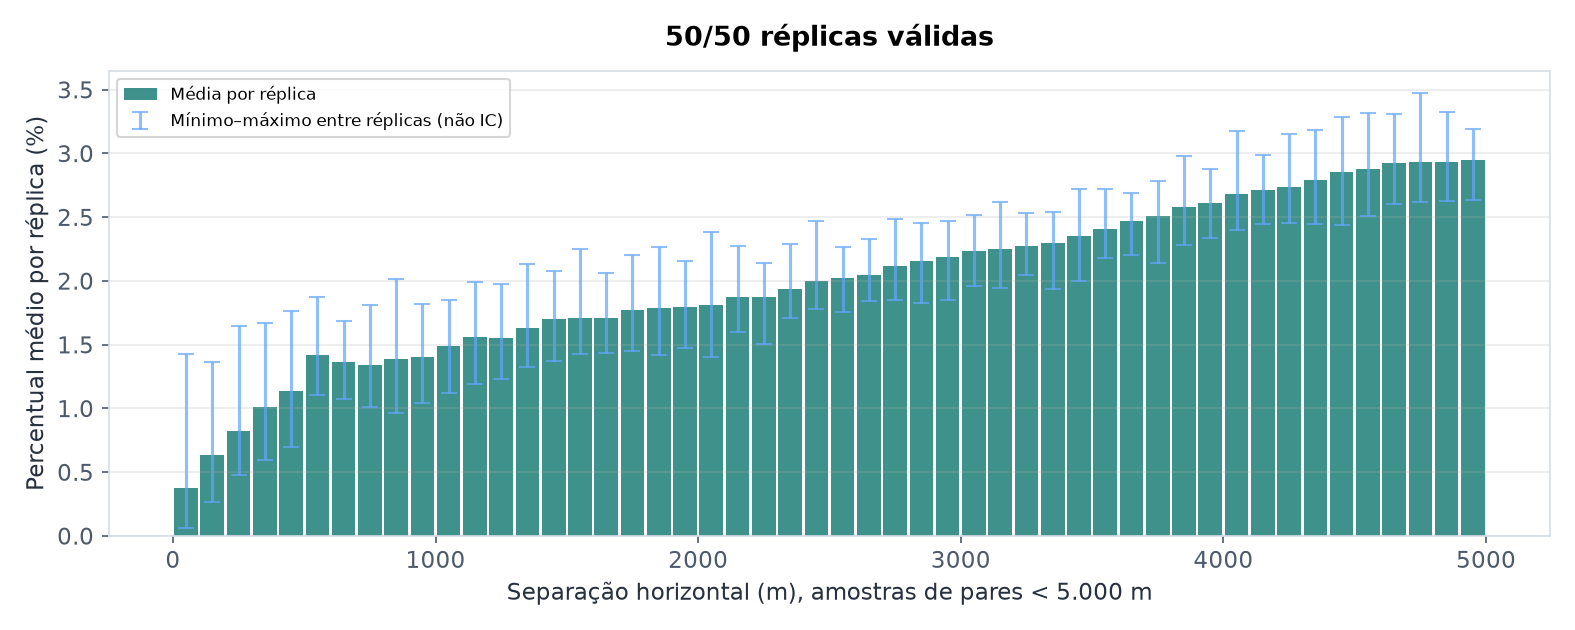 50/50 réplicas válidas
Média por réplica
Mínimo–máximo entre réplicas (não IC)
Percentual médio por réplica (%)
3.5
3.0
2.5
2.0
1.5
1.0
0.5
0.0
0 1000 2000 3000 4000 5000
Separação horizontal (m), amostras de pares < 5.000 m